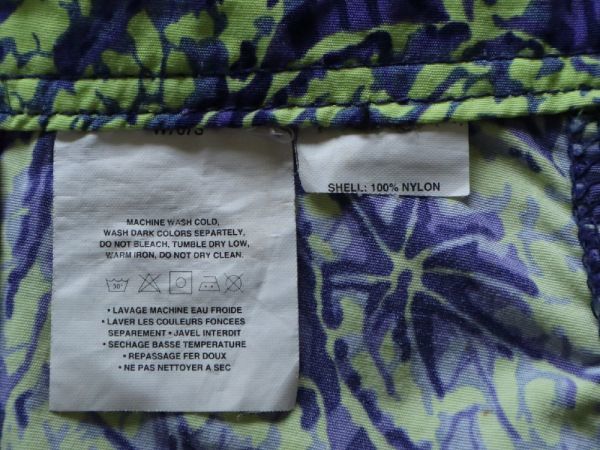 MACHINE WASH COLD,
WASH DARK COLORS SEPARTELY,
DO NOT BLEACH, TUMBLE DRY LOW,
WARM IRON, DO NOT DRY CLEAN.
30°
• LAVAGE MACHINE EAU FROIDE
• LAVER LES COULEURS FONCEES
SEPAREMENT • JAVEL INTERDIT
• SECHAGE BASSE TEMPERATURE
• REPASSAGE FER DOUX
• NE PAS NETTOYER A SEC
SHELL: 100% NYLON